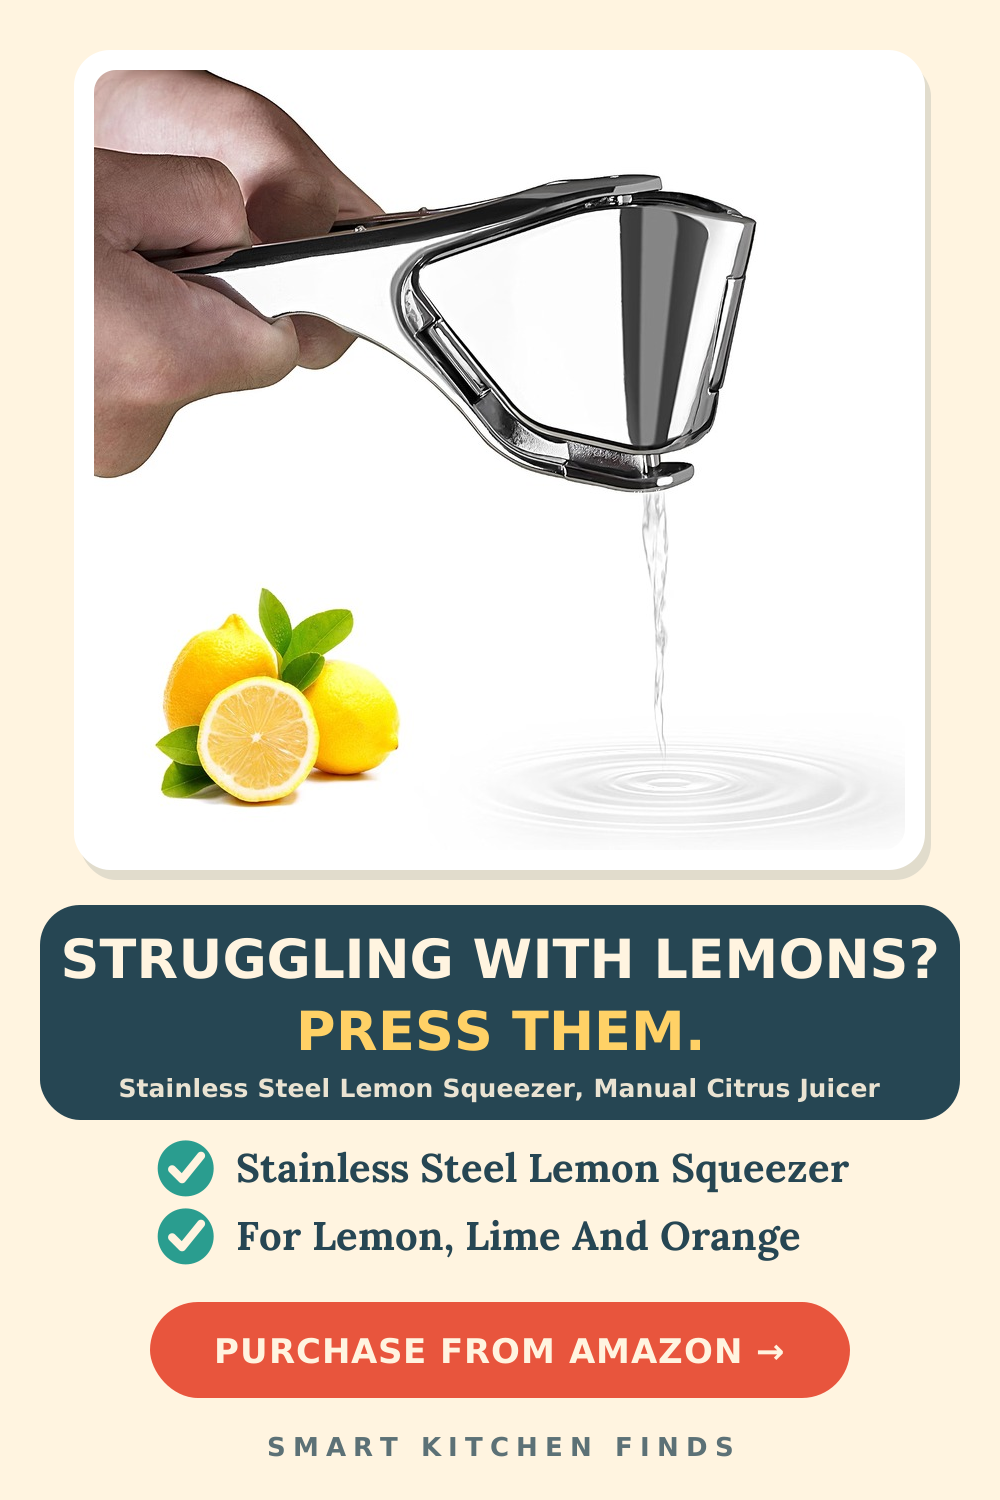 STRUGGLING WITH LEMONS?
PRESS THEM.
Stainless Steel Lemon Squeezer, Manual Citrus Juicer
Stainless Steel Lemon Squeezer
For Lemon, Lime And Orange
PURCHASE FROM AMAZON →
SMART KITCHEN FINDS